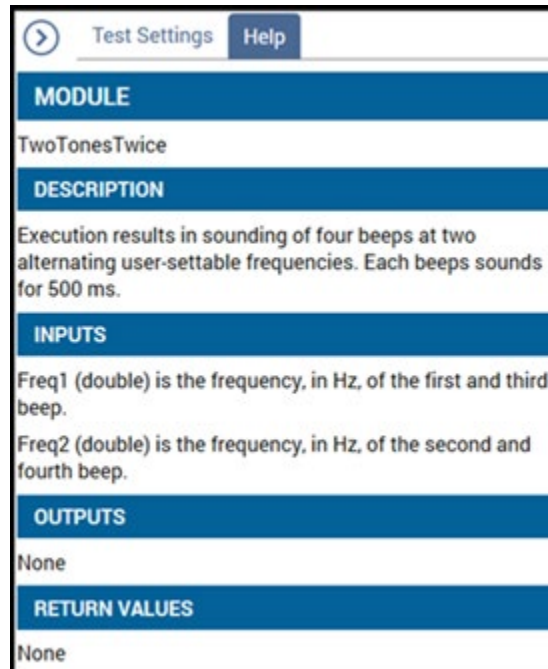 Test Settings Help
MODULE
TwoTonesTwice
DESCRIPTION
Execution results in sounding of four beeps at two
alternating user-settable frequencies. Each beeps sounds
for 500 ms.
INPUTS
Freq1 (double) is the frequency, in Hz, of the first and third
beep.
Freq2 (double) is the frequency, in Hz, of the second and
fourth beep.
OUTPUTS
None
RETURN VALUES
None